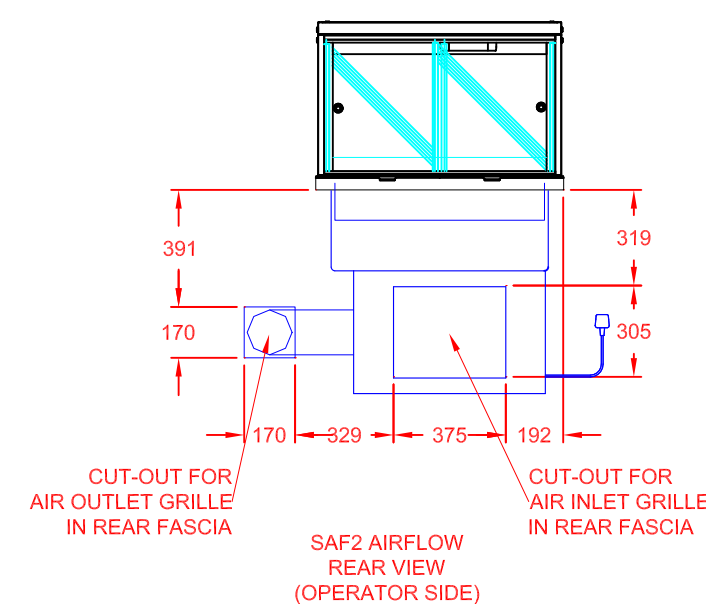 391
319
170
305
170
329
375
192
CUT-OUT FOR
AIR OUTLET GRILLE
IN REAR FASCIA
CUT-OUT FOR
AIR INLET GRILLE
IN REAR FASCIA
SAF2 AIRFLOW
REAR VIEW
(OPERATOR SIDE)